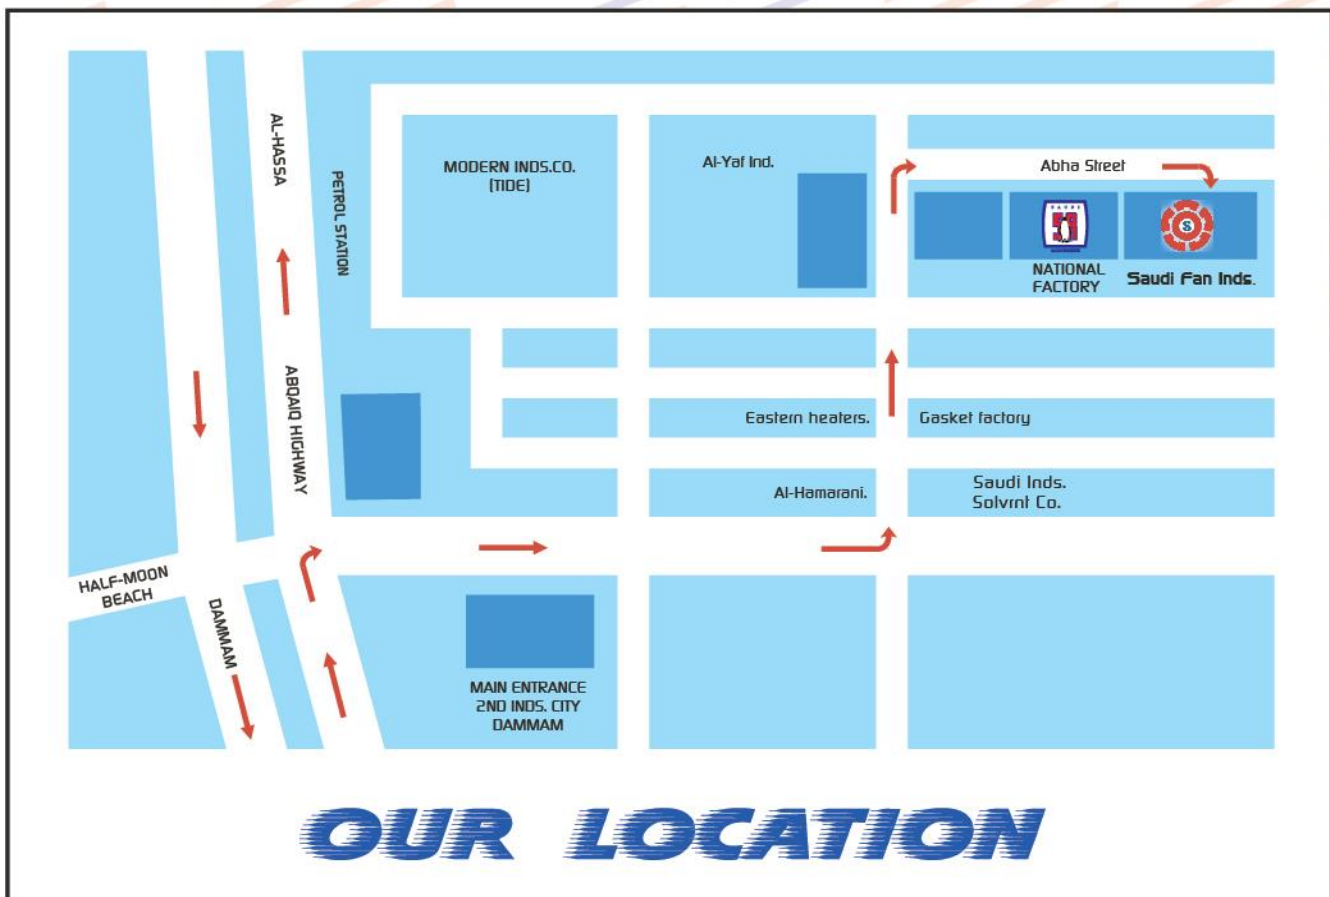 AL-HASSA
PETROL STATION
ABQAIQ HIGHWAY
MODERN INDS.CO.
(TIDE)
Al-Yaf Ind.
Abha Street
SAUDI
NATIONAL
FACTORY
S
Saudi Fan Inds.
Eastern heaters.
Gasket factory
Al-Hamarani.
Saudi Inds.
Solvrnt Co.
HALF-MOON
BEACH
DAMMAM
MAIN ENTRANCE
2ND INDS. CITY
DAMMAM
OUR LOCATION